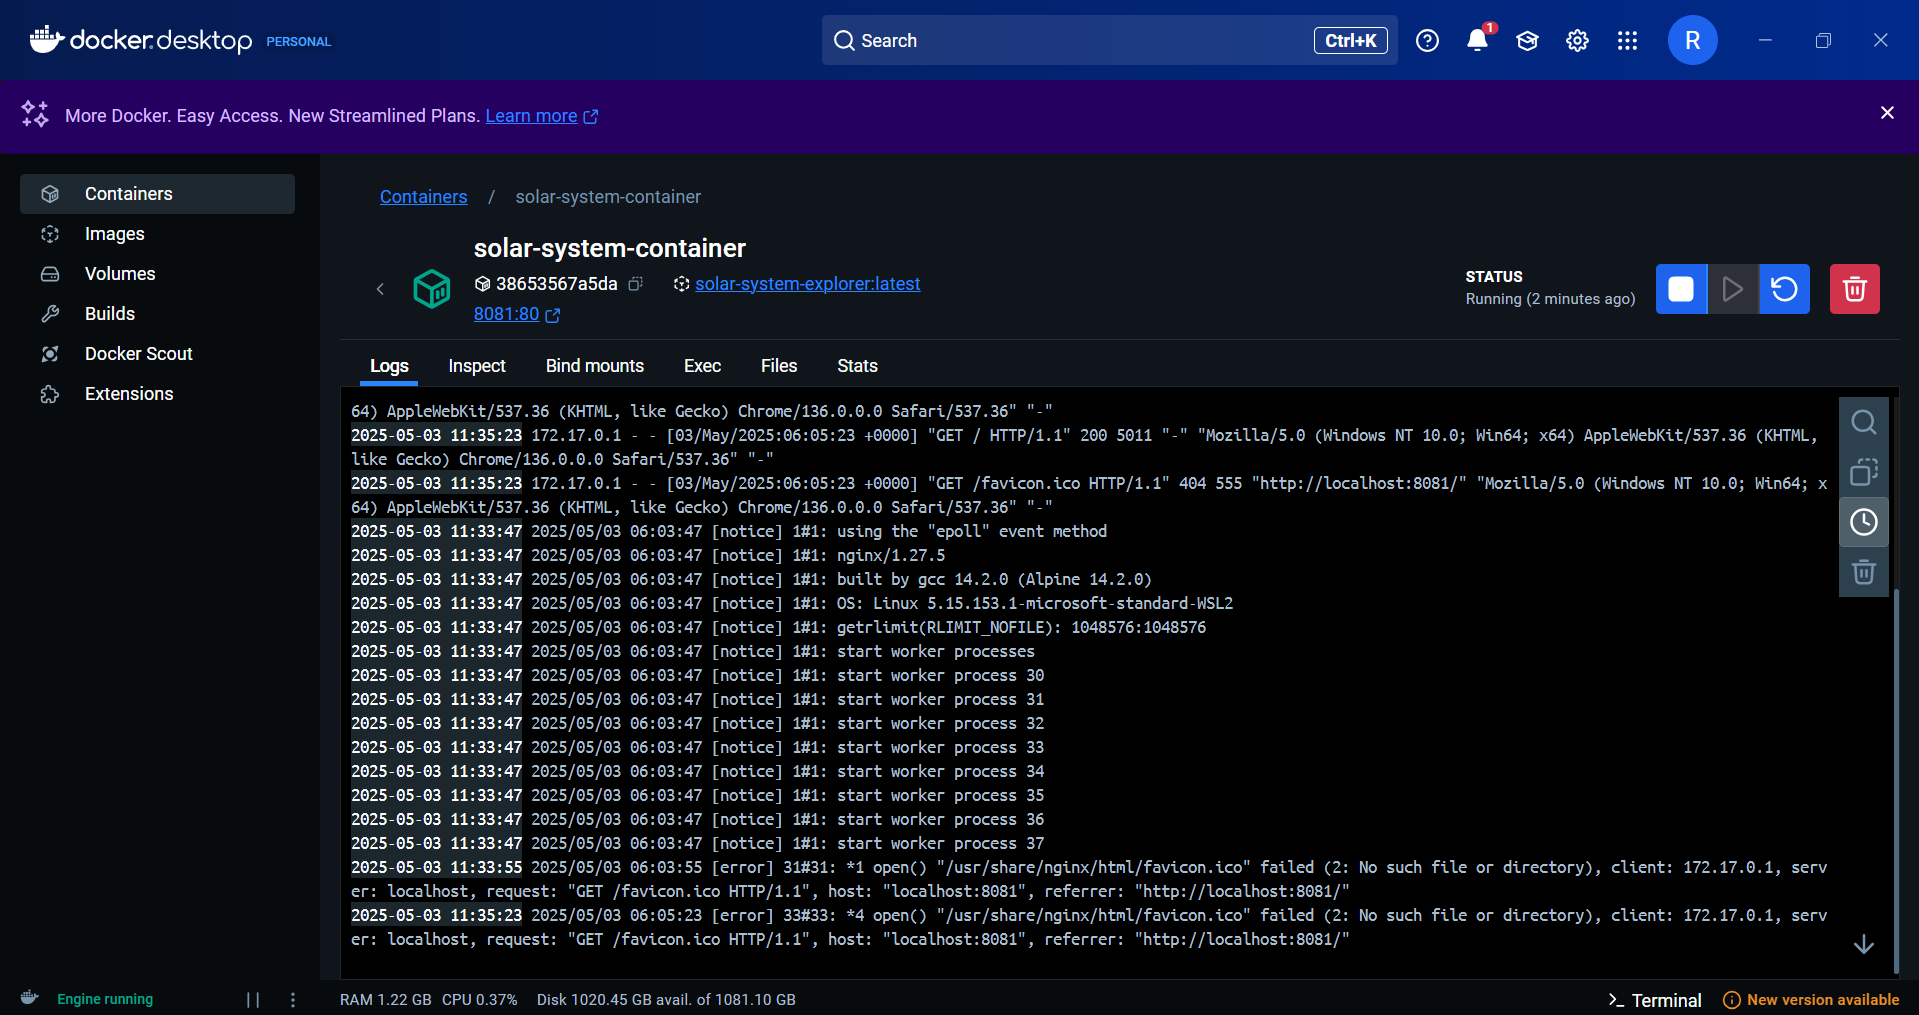 docker.desktop PERSONAL
Search
Ctrl+K
1
R
More Docker. Easy Access. New Streamlined Plans. Learn more
Containers
Images
Volumes
Builds
Docker Scout
Extensions
Containers / solar-system-container
solar-system-container
38653567a5da solar-system-explorer:latest
8081:80
STATUS
Running (2 minutes ago)
Logs Inspect Bind mounts Exec Files Stats
64) AppleWebKit/537.36 (KHTML, like Gecko) Chrome/136.0.0.0 Safari/537.36" "-"
2025-05-03 11:35:23 172.17.0.1 - - [03/May/2025:06:05:23 +0000] "GET / HTTP/1.1" 200 5011 "-" "Mozilla/5.0 (Windows NT 10.0; Win64; x64) AppleWebKit/537.36 (KHTML,
like Gecko) Chrome/136.0.0.0 Safari/537.36" "-"
2025-05-03 11:35:23 172.17.0.1 - - [03/May/2025:06:05:23 +0000] "GET /favicon.ico HTTP/1.1" 404 555 "http://localhost:8081/" "Mozilla/5.0 (Windows NT 10.0; Win64; x
64) AppleWebKit/537.36 (KHTML, like Gecko) Chrome/136.0.0.0 Safari/537.36" "-"
2025-05-03 11:33:47 2025/05/03 06:03:47 [notice] 1#1: using the "epoll" event method
2025-05-03 11:33:47 2025/05/03 06:03:47 [notice] 1#1: nginx/1.27.5
2025-05-03 11:33:47 2025/05/03 06:03:47 [notice] 1#1: built by gcc 14.2.0 (Alpine 14.2.0)
2025-05-03 11:33:47 2025/05/03 06:03:47 [notice] 1#1: OS: Linux 5.15.153.1-microsoft-standard-WSL2
2025-05-03 11:33:47 2025/05/03 06:03:47 [notice] 1#1: getrlimit(RLIMIT_NOFILE): 1048576:1048576
2025-05-03 11:33:47 2025/05/03 06:03:47 [notice] 1#1: start worker processes
2025-05-03 11:33:47 2025/05/03 06:03:47 [notice] 1#1: start worker process 30
2025-05-03 11:33:47 2025/05/03 06:03:47 [notice] 1#1: start worker process 31
2025-05-03 11:33:47 2025/05/03 06:03:47 [notice] 1#1: start worker process 32
2025-05-03 11:33:47 2025/05/03 06:03:47 [notice] 1#1: start worker process 33
2025-05-03 11:33:47 2025/05/03 06:03:47 [notice] 1#1: start worker process 34
2025-05-03 11:33:47 2025/05/03 06:03:47 [notice] 1#1: start worker process 35
2025-05-03 11:33:47 2025/05/03 06:03:47 [notice] 1#1: start worker process 36
2025-05-03 11:33:47 2025/05/03 06:03:47 [notice] 1#1: start worker process 37
2025-05-03 11:33:55 2025/05/03 06:03:55 [error] 31#31: *1 open() "/usr/share/nginx/html/favicon.ico" failed (2: No such file or directory), client: 172.17.0.1, serv
er: localhost, request: "GET /favicon.ico HTTP/1.1", host: "localhost:8081", referrer: "http://localhost:8081/"
2025-05-03 11:35:23 2025/05/03 06:05:23 [error] 33#33: *4 open() "/usr/share/nginx/html/favicon.ico" failed (2: No such file or directory), client: 172.17.0.1, serv
er: localhost, request: "GET /favicon.ico HTTP/1.1", host: "localhost:8081", referrer: "http://localhost:8081/"
Engine running
RAM 1.22 GB CPU 0.37% Disk 1020.45 GB avail. of 1081.10 GB
Terminal
New version available